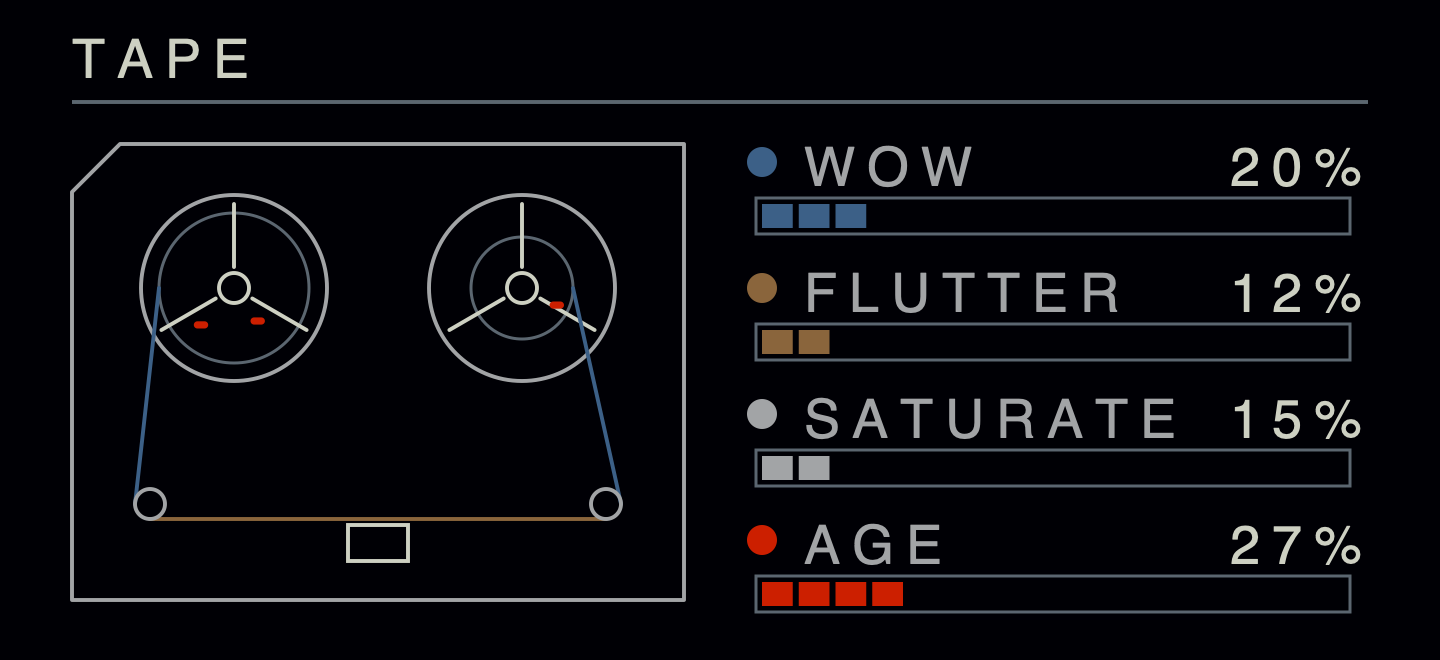 TAPE
WOW 20%
FLUTTER 12%
SATURATE 15%
AGE 27%